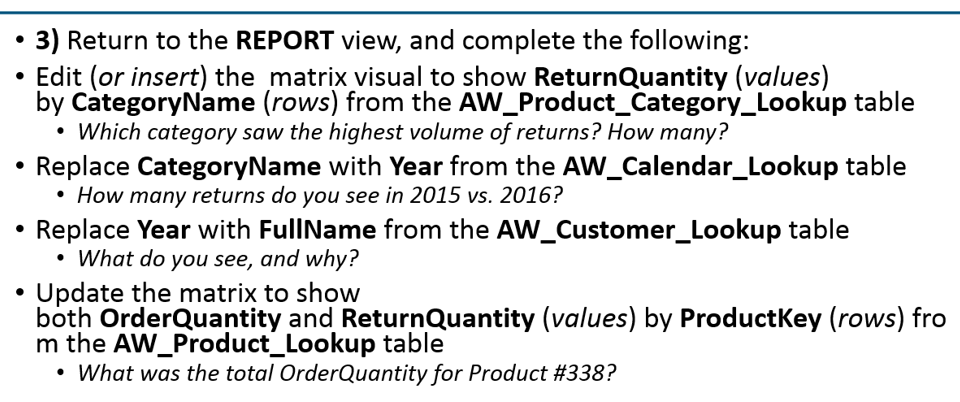 • 3) Return to the REPORT view, and complete the following:
• Edit (or insert) the matrix visual to show ReturnQuantity (values)
by CategoryName (rows) from the AW_Product_Category_Lookup table
• Which category saw the highest volume of returns? How many?
• Replace CategoryName with Year from the AW_Calendar_Lookup table
• How many returns do you see in 2015 vs. 2016?
• Replace Year with FullName from the AW_Customer_Lookup table
• What do you see, and why?
• Update the matrix to show
both OrderQuantity and ReturnQuantity (values) by ProductKey (rows) fro
m the AW_Product_Lookup table
• What was the total OrderQuantity for Product #338?